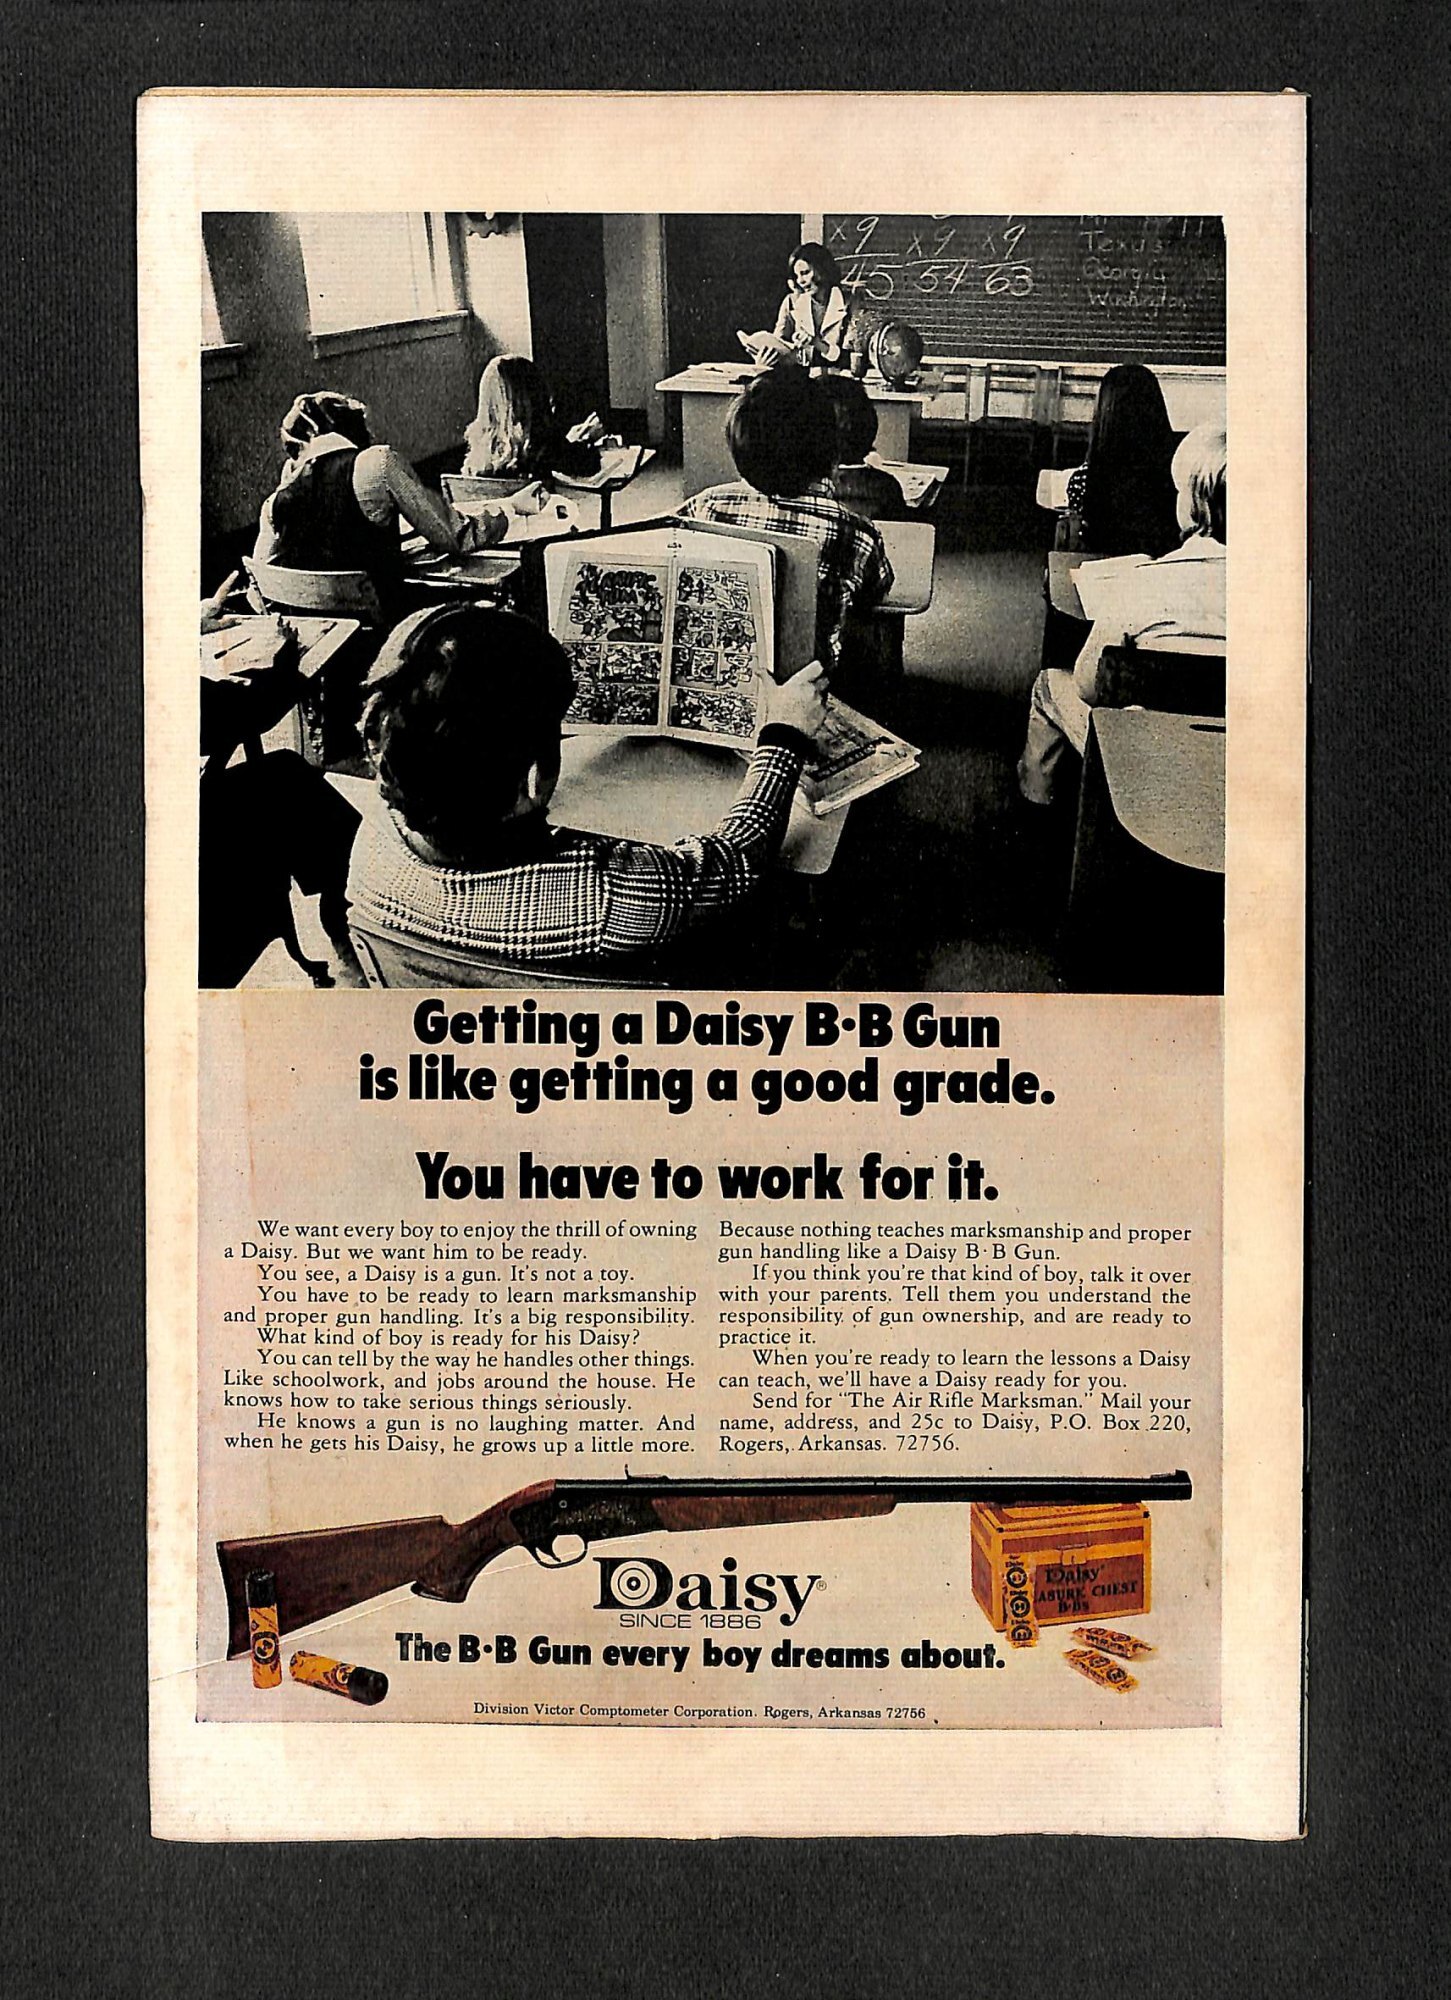 x9 x9 x9
45 54 63
Texas
Georgia
Washington
Getting a Daisy B·B Gun
is like getting a good grade.
You have to work for it.
We want every boy to enjoy the thrill of owning
a Daisy. But we want him to be ready.
You see, a Daisy is a gun. It's not a toy.
You have to be ready to learn marksmanship
and proper gun handling. It's a big responsibility.
What kind of boy is ready for his Daisy?
You can tell by the way he handles other things.
Like schoolwork, and jobs around the house. He
knows how to take serious things seriously.
He knows a gun is no laughing matter. And
when he gets his Daisy, he grows up a little more.
Because nothing teaches marksmanship and proper
gun handling like a Daisy B·B Gun.
If you think you're that kind of boy, talk it over
with your parents. Tell them you understand the
responsibility of gun ownership, and are ready to
practice it.
When you're ready to learn the lessons a Daisy
can teach, we'll have a Daisy ready for you.
Send for "The Air Rifle Marksman." Mail your
name, address, and 25c to Daisy, P.O. Box 220,
Rogers, Arkansas. 72756.
Daisy
ASURE CHEST
B·Bs
Daisy®
SINCE 1886
The B·B Gun every boy dreams about.
Division Victor Comptometer Corporation. Rogers, Arkansas 72756